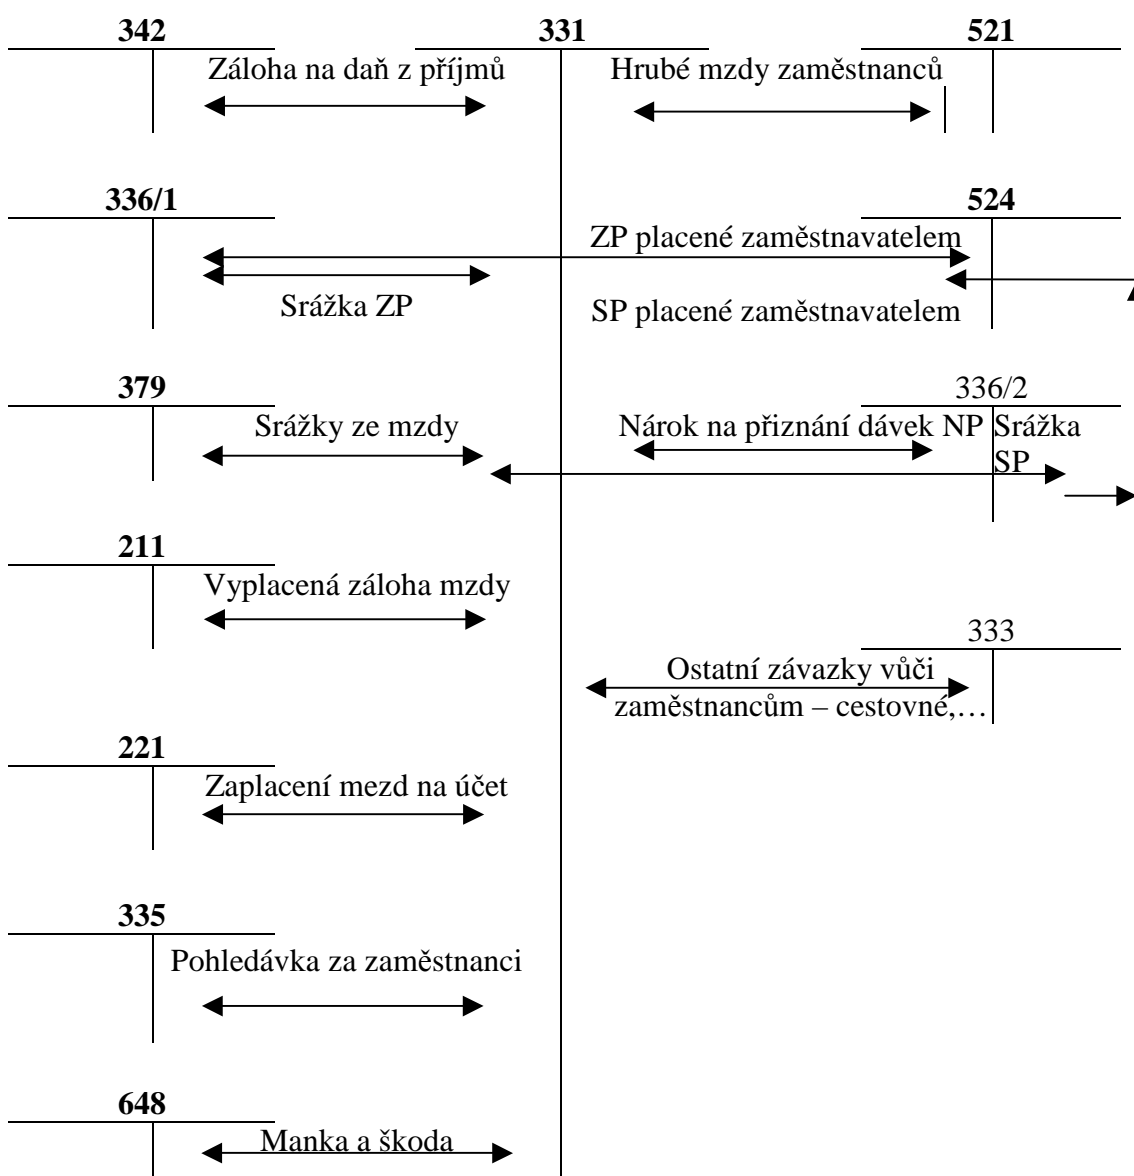 342 331 521
Záloha na daň z příjmů Hrubé mzdy zaměstnanců
336/1 524
ZP placené zaměstnavatelem
Srážka ZP SP placené zaměstnavatelem
379 336/2
Srážky ze mzdy Nárok na přiznání dávek NP Srážka
SP
211
Vyplacená záloha mzdy
333
Ostatní závazky vůči
zaměstnancům – cestovné,…
221
Zaplacení mezd na účet
335
Pohledávka za zaměstnanci
648
Manka a škoda